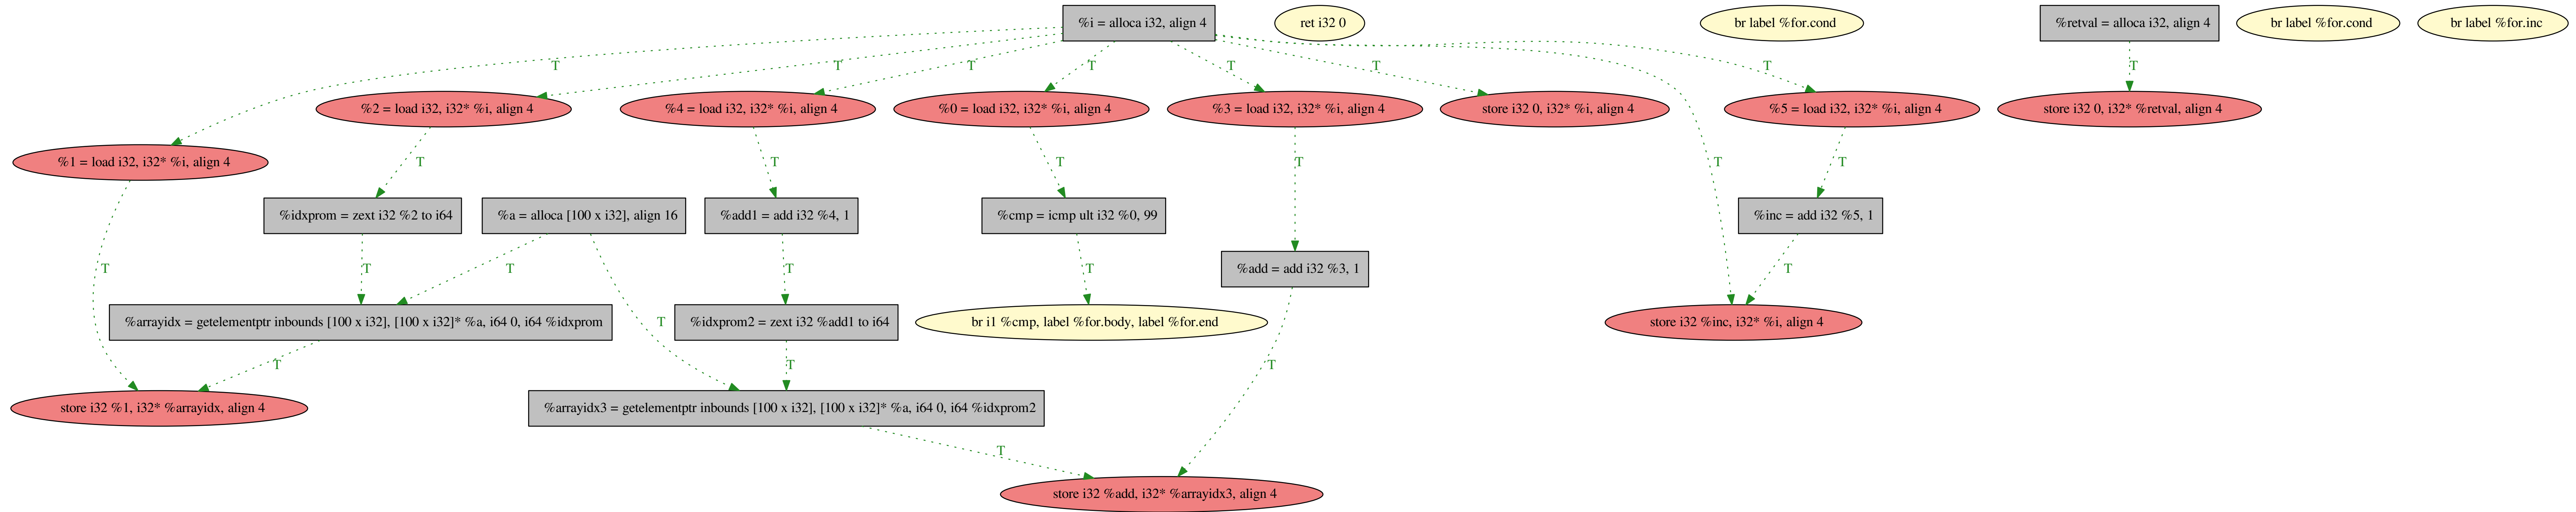 %i = alloca i32, align 4
ret i32 0
br label %for.cond
%retval = alloca i32, align 4
br label %for.cond
br label %for.inc
T
T
T
T
T
T
T
T
%2 = load i32, i32* %i, align 4
%4 = load i32, i32* %i, align 4
%0 = load i32, i32* %i, align 4
%3 = load i32, i32* %i, align 4
store i32 0, i32* %i, align 4
%5 = load i32, i32* %i, align 4
store i32 0, i32* %retval, align 4
%1 = load i32, i32* %i, align 4
T
T
T
T
T
T
%idxprom = zext i32 %2 to i64
%a = alloca [100 x i32], align 16
%add1 = add i32 %4, 1
%cmp = icmp ult i32 %0, 99
%inc = add i32 %5, 1
T
T
T
T
T
%add = add i32 %3, 1
T
%arrayidx = getelementptr inbounds [100 x i32], [100 x i32]* %a, i64 0, i64 %idxprom
T
%idxprom2 = zext i32 %add1 to i64
br i1 %cmp, label %for.body, label %for.end
store i32 %inc, i32* %i, align 4
T
T
T
store i32 %1, i32* %arrayidx, align 4
%arrayidx3 = getelementptr inbounds [100 x i32], [100 x i32]* %a, i64 0, i64 %idxprom2
T
store i32 %add, i32* %arrayidx3, align 4